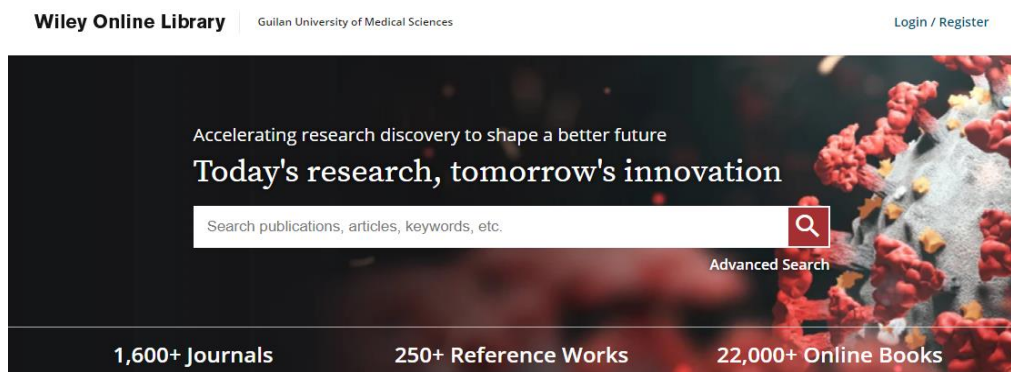 Wiley Online Library Guilan University of Medical Sciences Login / Register
Accelerating research discovery to shape a better future
Today's research, tomorrow's innovation
Search publications, articles, keywords, etc.
Advanced Search
1,600+ Journals 250+ Reference Works 22,000+ Online Books